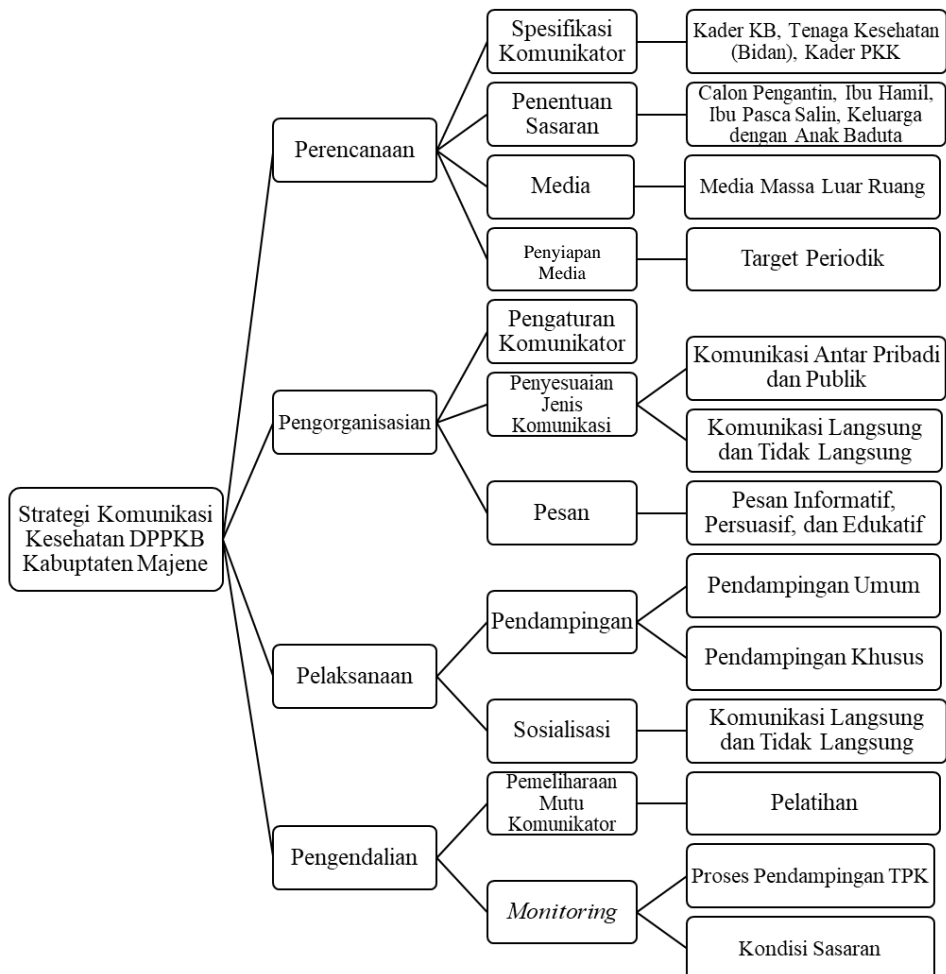 Strategi Komunikasi
Kesehatan DPPKB
Kabuptaten Majene
Perencanaan
Spesifikasi
Komunikator
Kader KB, Tenaga Kesehatan
(Bidan), Kader PKK
Penentuan
Sasaran
Calon Pengantin, Ibu Hamil,
Ibu Pasca Salin, Keluarga
dengan Anak Baduta
Media
Media Massa Luar Ruang
Penyiapan
Media
Target Periodik
Pengorganisasian
Pengaturan
Komunikator
Penyesuaian
Jenis
Komunikasi
Komunikasi Antar Pribadi
dan Publik
Komunikasi Langsung
dan Tidak Langsung
Pesan
Pesan Informatif,
Persuasif, dan Edukatif
Pelaksanaan
Pendampingan
Pendampingan Umum
Pendampingan Khusus
Sosialisasi
Komunikasi Langsung
dan Tidak Langsung
Pengendalian
Pemeliharaan
Mutu
Komunikator
Pelatihan
Monitoring
Proses Pendampingan TPK
Kondisi Sasaran